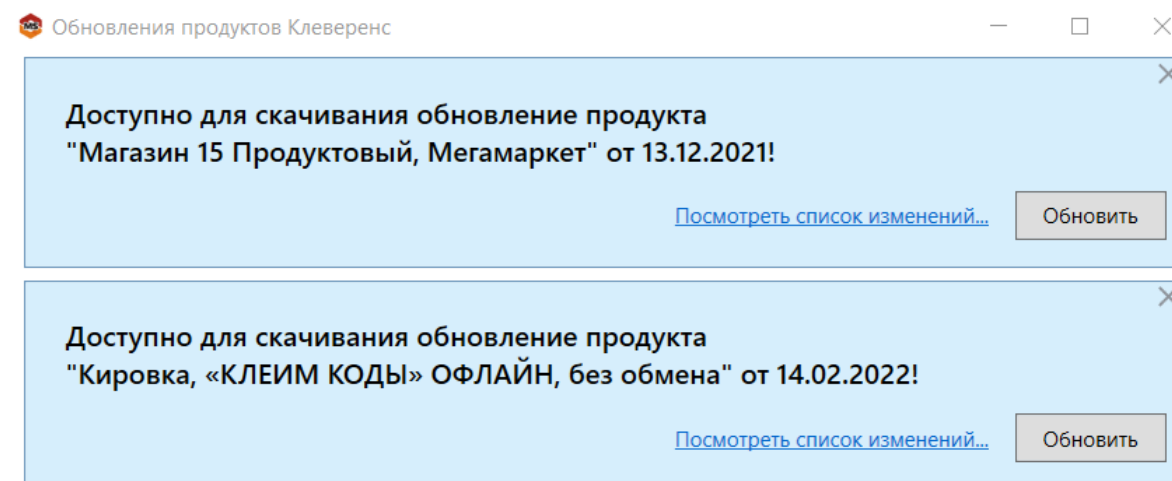 MS Обновления продуктов Клеверенс
Доступно для скачивания обновление продукта
"Магазин 15 Продуктовый, Мегамаркет" от 13.12.2021!
Посмотреть список изменений... Обновить
Доступно для скачивания обновление продукта
"Кировка, «КЛЕИМ КОДЫ» ОФЛАЙН, без обмена" от 14.02.2022!
Посмотреть список изменений... Обновить